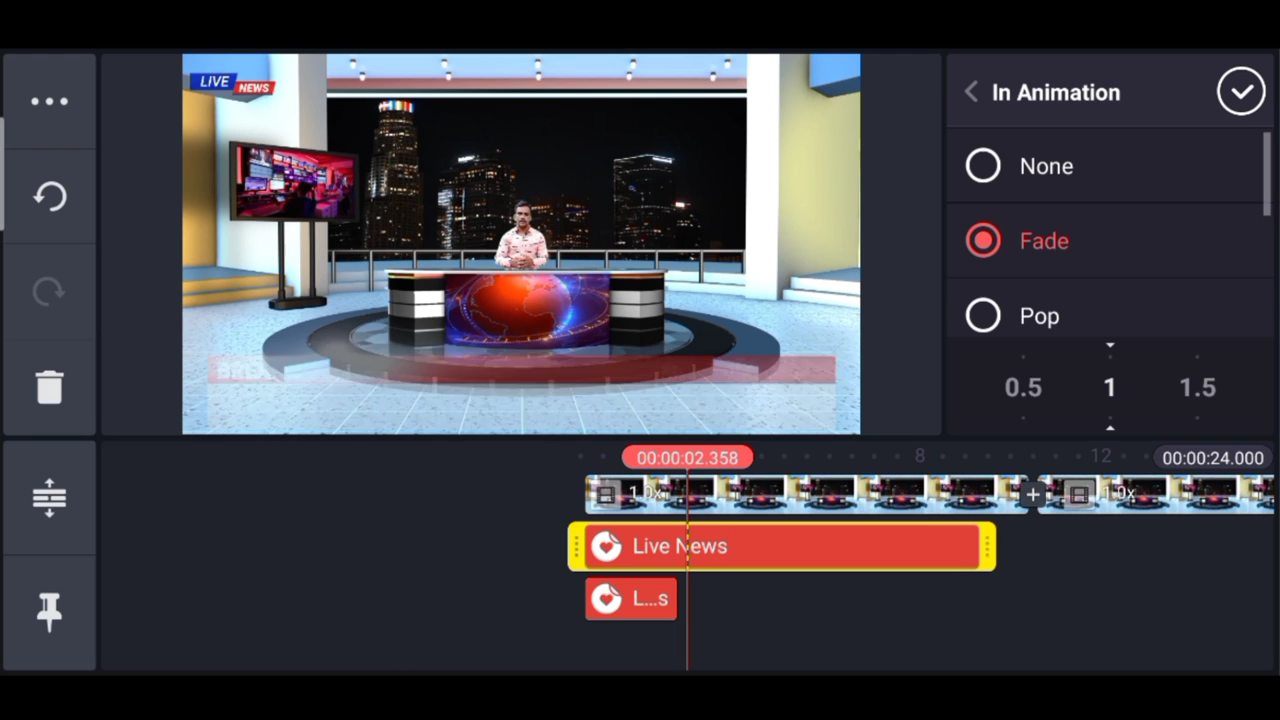 LIVE
NEWS
In Animation
None
Fade
Pop
0.5
1
1.5
00:00:02.358
8
12
00:00:24.000
1.0x
1.0x
Live News
L...s